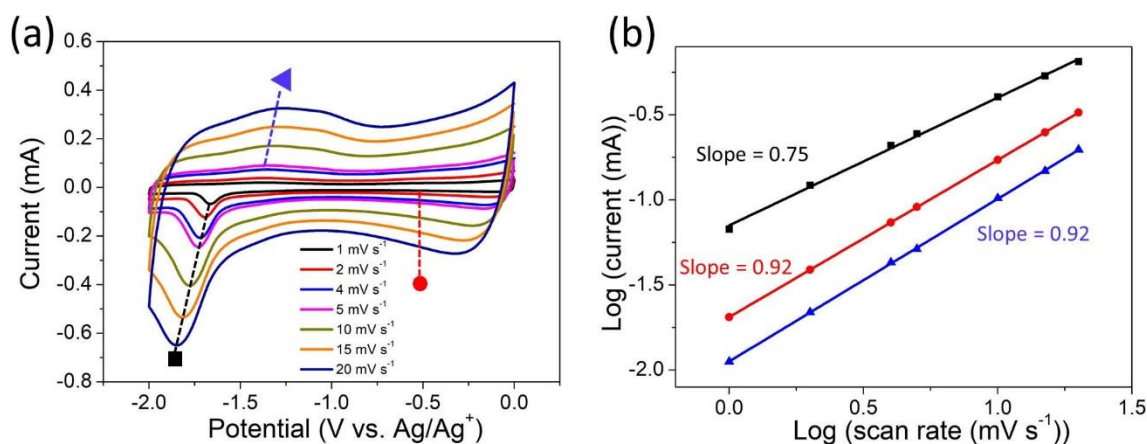 (a)
Current (mA)
0.6
0.4
0.2
0.0
-0.2
-0.4
-0.6
-0.8
1 mV s⁻¹
2 mV s⁻¹
4 mV s⁻¹
5 mV s⁻¹
10 mV s⁻¹
15 mV s⁻¹
20 mV s⁻¹
-2.0 -1.5 -1.0 -0.5 0.0
Potential (V vs. Ag/Ag⁺)
(b)
Log (current (mA))
-0.5
-1.0
-1.5
-2.0
Slope = 0.75
Slope = 0.92
Slope = 0.92
0.0 0.5 1.0 1.5
Log (scan rate (mV s⁻¹))